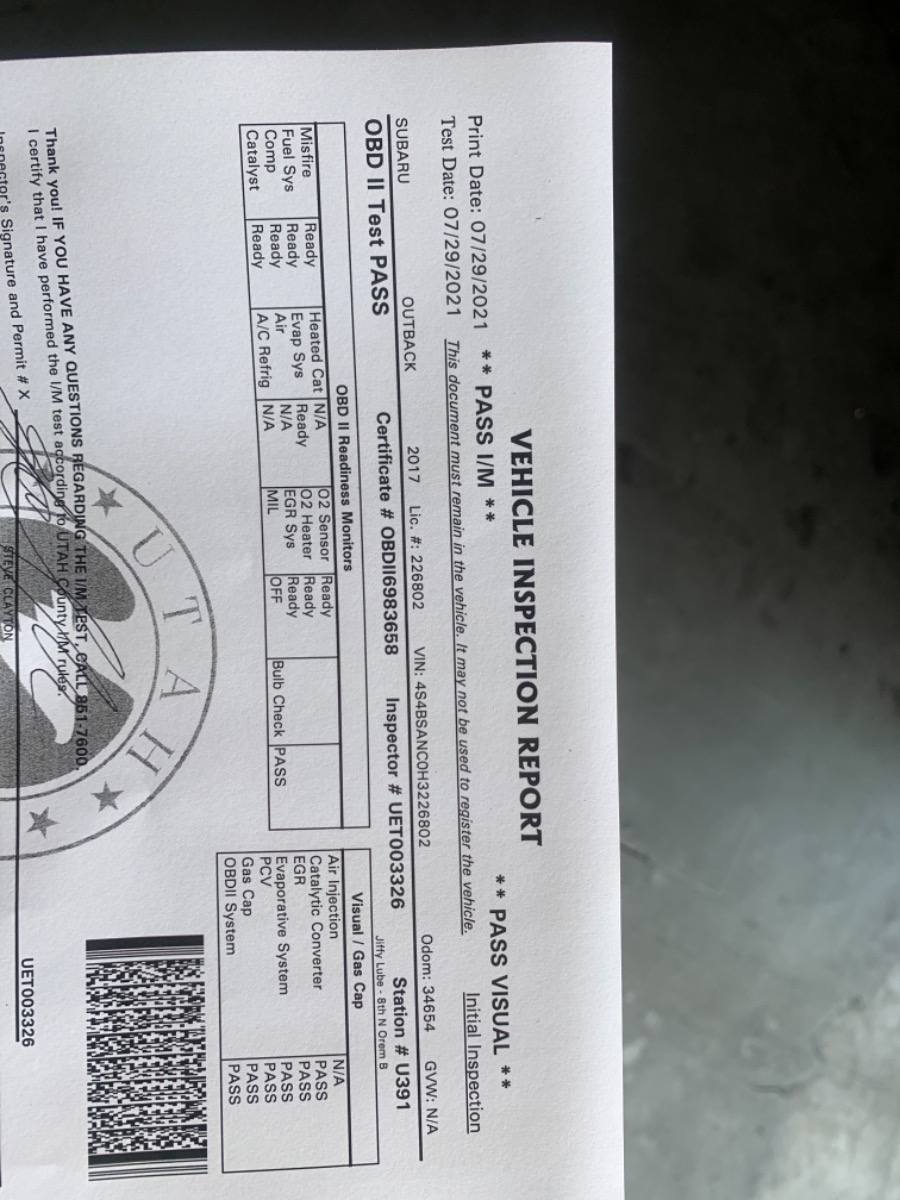 VEHICLE INSPECTION REPORT
Print Date: 07/29/2021 ** PASS I/M ** ** PASS VISUAL **
Test Date: 07/29/2021 This document must remain in the vehicle. It may not be used to register the vehicle. Initial Inspection
SUBARU OUTBACK 2017 Lic. #: 226802 VIN: 4S4BSANC0H3226802 Odom: 34654 GVW: N/A
OBD II Test PASS Certificate # OBDII6983658 Inspector # UET003326 Station # U391
Jiffy Lube - 8th N Orem B
OBD II Readiness Monitors
Misfire Ready Heated Cat N/A O2 Sensor Ready
Fuel Sys Ready Evap Sys Ready O2 Heater Ready
Comp Ready Air N/A EGR Sys Ready
Catalyst Ready A/C Refrig N/A MIL OFF Bulb Check PASS
Visual / Gas Cap
Air Injection N/A
Catalytic Converter PASS
EGR PASS
Evaporative System PASS
PCV PASS
Gas Cap PASS
OBDII System PASS
UTAH
Thank you! IF YOU HAVE ANY QUESTIONS REGARDING THE I/M TEST, CALL 851-7600.
I certify that I have performed the I/M test according to UTAH County I/M rules.
Inspector's Signature and Permit # X STEVE CLAYTON UET003326